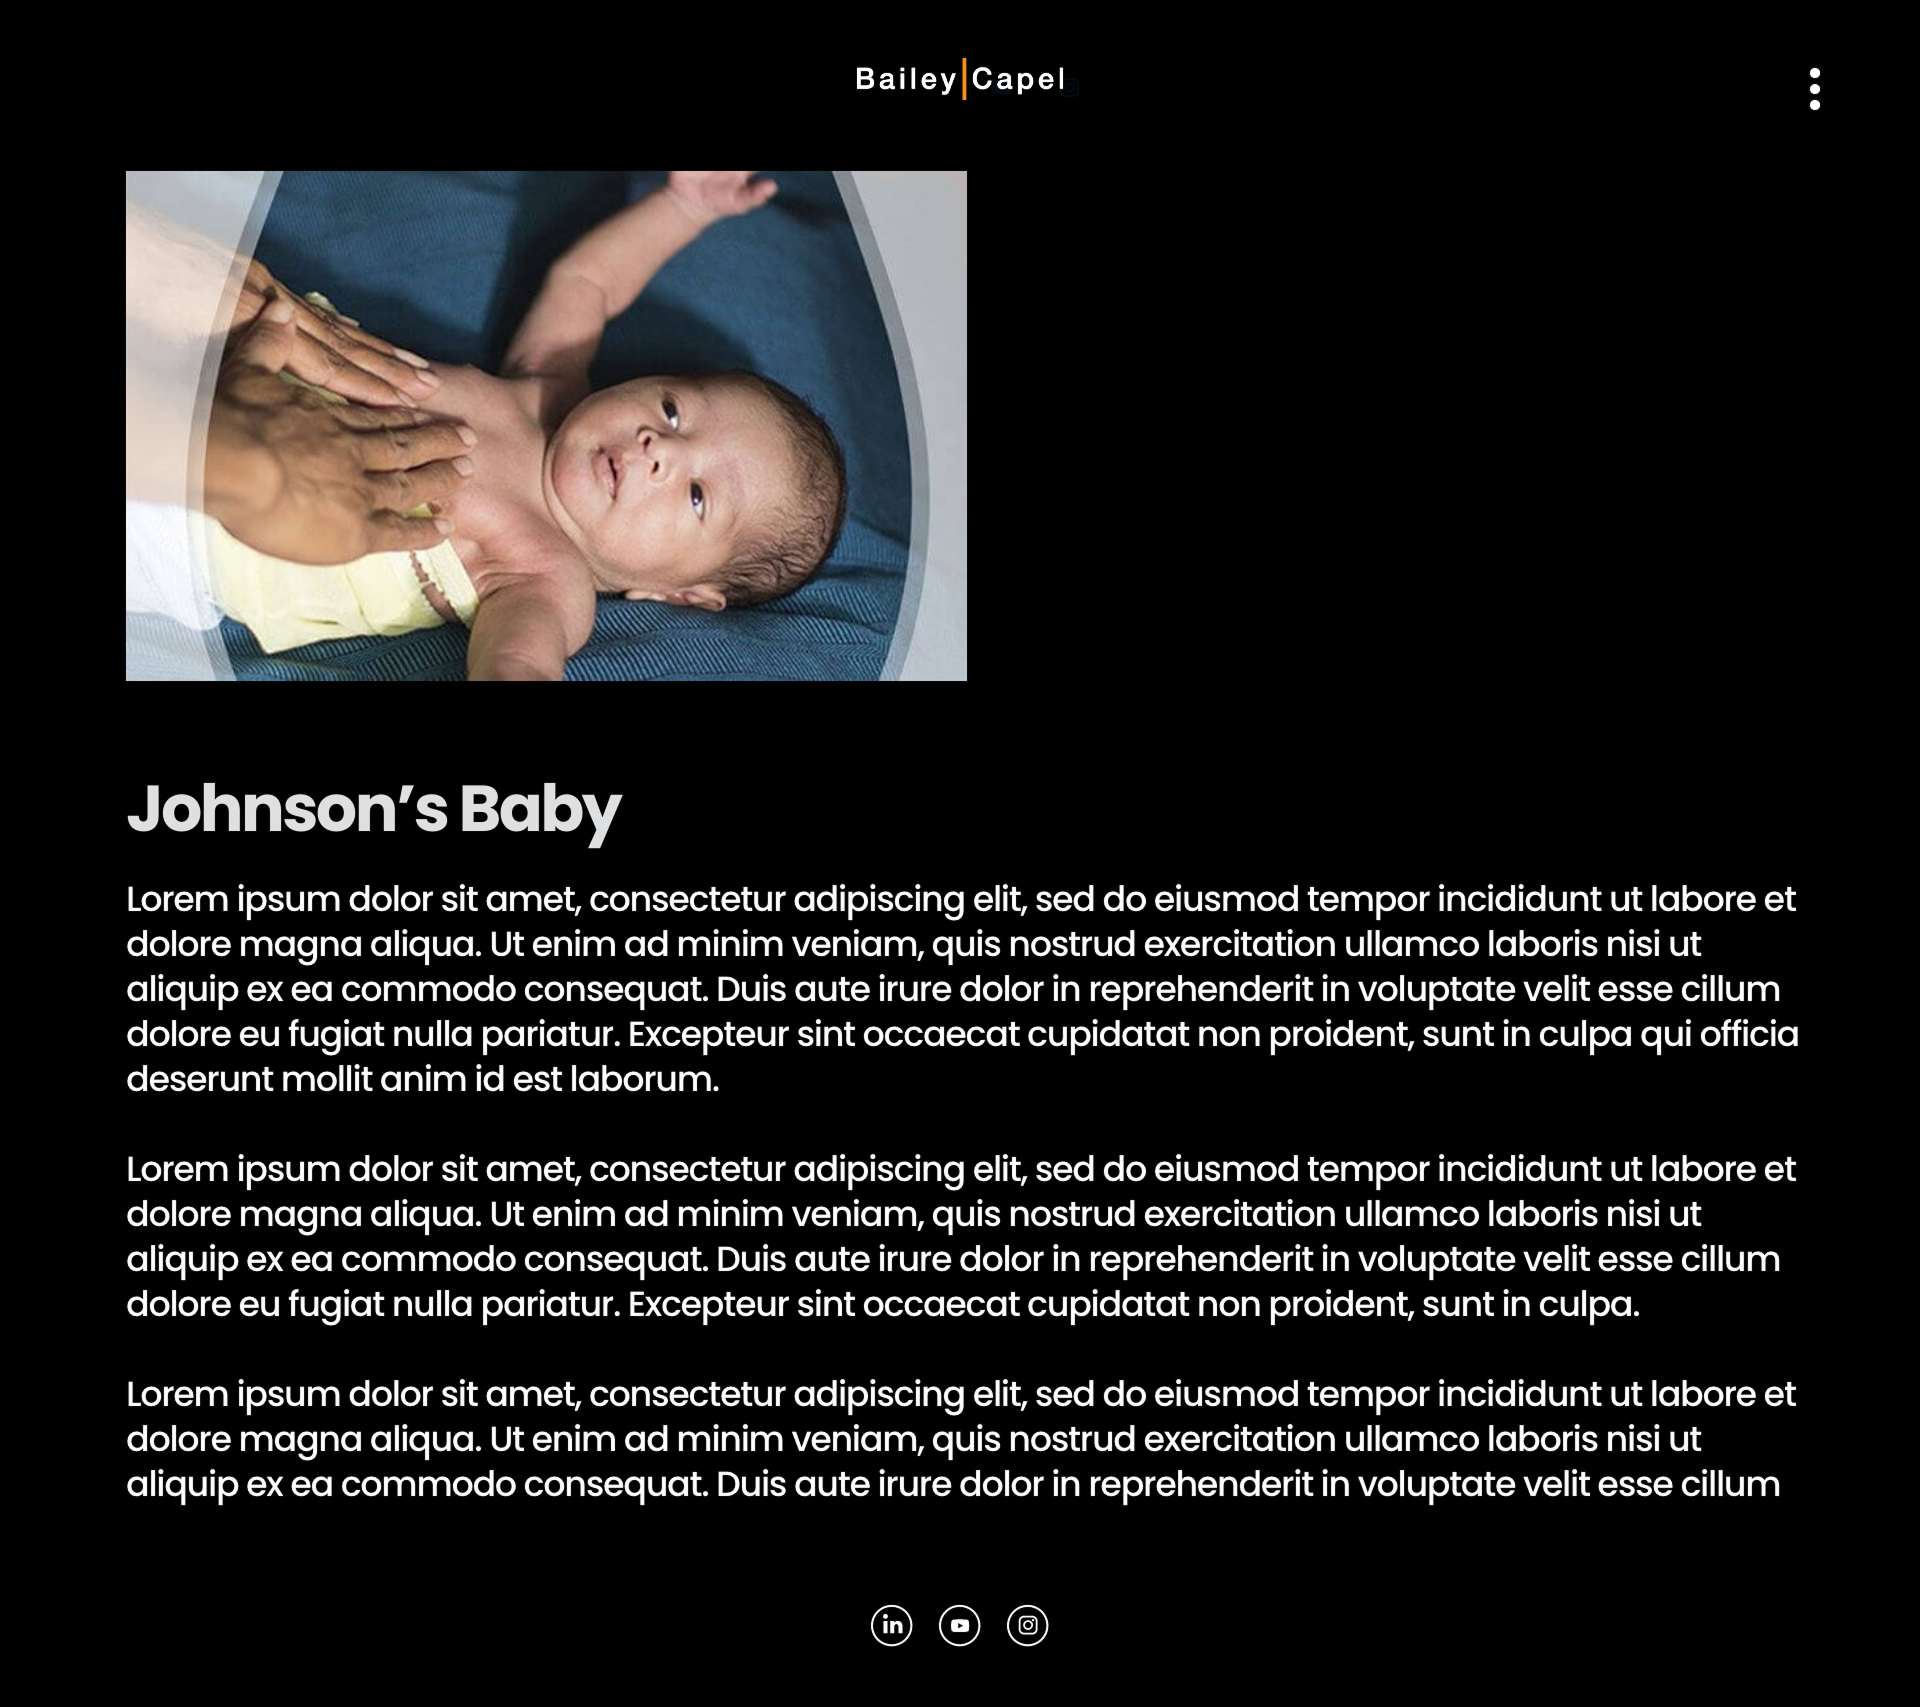 Bailey|Capel
Johnson’s Baby
Lorem ipsum dolor sit amet, consectetur adipiscing elit, sed do eiusmod tempor incididunt ut labore et
dolore magna aliqua. Ut enim ad minim veniam, quis nostrud exercitation ullamco laboris nisi ut
aliquip ex ea commodo consequat. Duis aute irure dolor in reprehenderit in voluptate velit esse cillum
dolore eu fugiat nulla pariatur. Excepteur sint occaecat cupidatat non proident, sunt in culpa qui officia
deserunt mollit anim id est laborum.
Lorem ipsum dolor sit amet, consectetur adipiscing elit, sed do eiusmod tempor incididunt ut labore et
dolore magna aliqua. Ut enim ad minim veniam, quis nostrud exercitation ullamco laboris nisi ut
aliquip ex ea commodo consequat. Duis aute irure dolor in reprehenderit in voluptate velit esse cillum
dolore eu fugiat nulla pariatur. Excepteur sint occaecat cupidatat non proident, sunt in culpa.
Lorem ipsum dolor sit amet, consectetur adipiscing elit, sed do eiusmod tempor incididunt ut labore et
dolore magna aliqua. Ut enim ad minim veniam, quis nostrud exercitation ullamco laboris nisi ut
aliquip ex ea commodo consequat. Duis aute irure dolor in reprehenderit in voluptate velit esse cillum
in